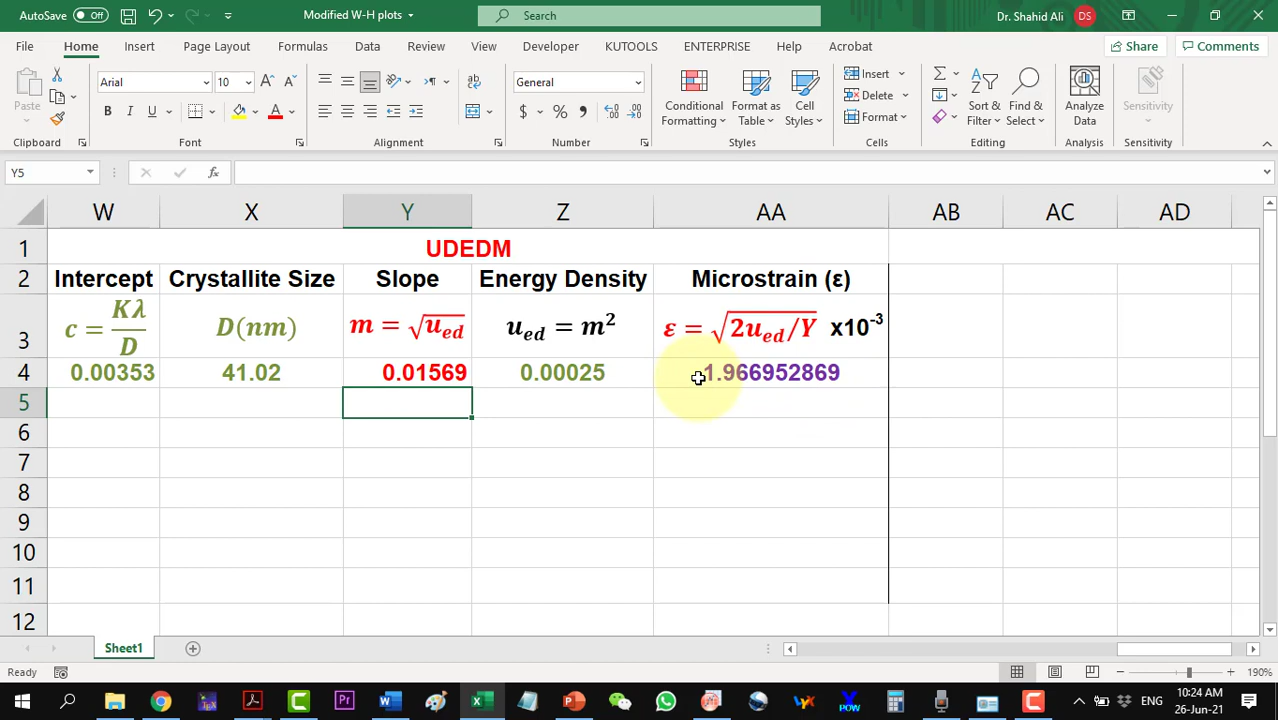 AutoSave Off Modified W-H plots Search Dr. Shahid Ali DS
File Home Insert Page Layout Formulas Data Review View Developer KUTOOLS ENTERPRISE Help Acrobat Share Comments
Paste Arial 10 General Conditional Formatting Format as Table Cell Styles Insert Delete Format Sort & Filter Find & Select Analyze Data Sensitivity
Clipboard Font Alignment Number Styles Cells Editing Analysis Sensitivity
Y5 fx
W X Y Z AA AB AC AD
1 UDEDM
2 Intercept Crystallite Size Slope Energy Density Microstrain (ε)
3 c = Kλ/D D(nm) m = √u_ed u_ed = m² ε = √2u_ed/Y x10⁻³
4 0.00353 41.02 0.01569 0.00025 1.966952869
5
6
7
8
9
10
11
12
Sheet1
Ready 190%
ENG 10:24 AM
26-Jun-21